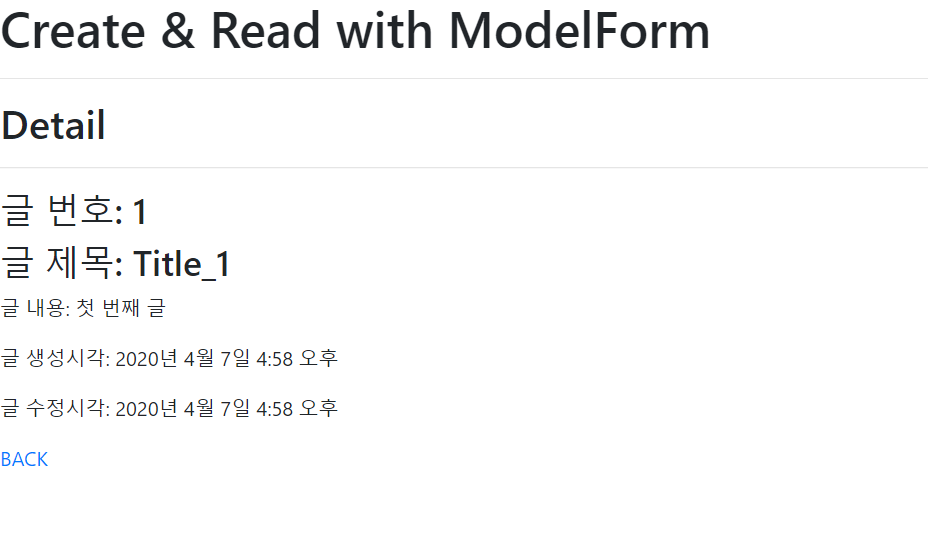 Create & Read with ModelForm
Detail
글 번호: 1
글 제목: Title_1
글 내용: 첫 번째 글
글 생성시각: 2020년 4월 7일 4:58 오후
글 수정시각: 2020년 4월 7일 4:58 오후
BACK